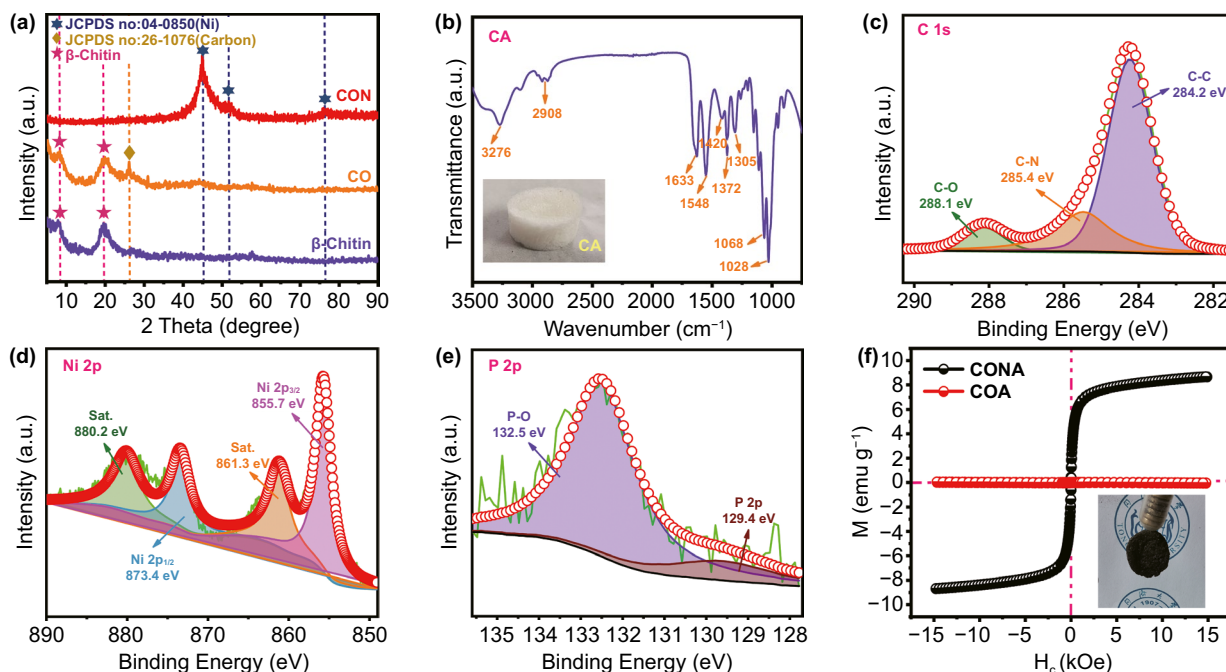 (a)
JCPDS no:04-0850(Ni)
JCPDS no:26-1076(Carbon)
β-Chitin
CON
CO
β-Chitin
Intensity (a.u.)
10 20 30 40 50 60 70 80 90
2 Theta (degree)
(b)
CA
2908
3276
1633
1548
1420
1372
1305
1068
1028
CA
Transmittance (a.u.)
3500 3000 2500 2000 1500 1000
Wavenumber (cm⁻¹)
(c)
C 1s
C-C
284.2 eV
C-N
285.4 eV
C-O
288.1 eV
Intensity (a.u.)
290 288 286 284 282
Binding Energy (eV)
(d)
Ni 2p
Ni 2p3/2
855.7 eV
Sat.
880.2 eV
Sat.
861.3 eV
Ni 2p1/2
873.4 eV
Intensity (a.u.)
890 880 870 860 850
Binding Energy (eV)
(e)
P 2p
P-O
132.5 eV
P 2p
129.4 eV
Intensity (a.u.)
135 134 133 132 131 130 129 128
Binding Energy (eV)
(f)
CONA
COA
M (emu g⁻¹)
10
8
6
4
2
0
−2
−4
−6
−8
−10
1907
−15 −10 −5 0 5 10 15
Hc (kOe)